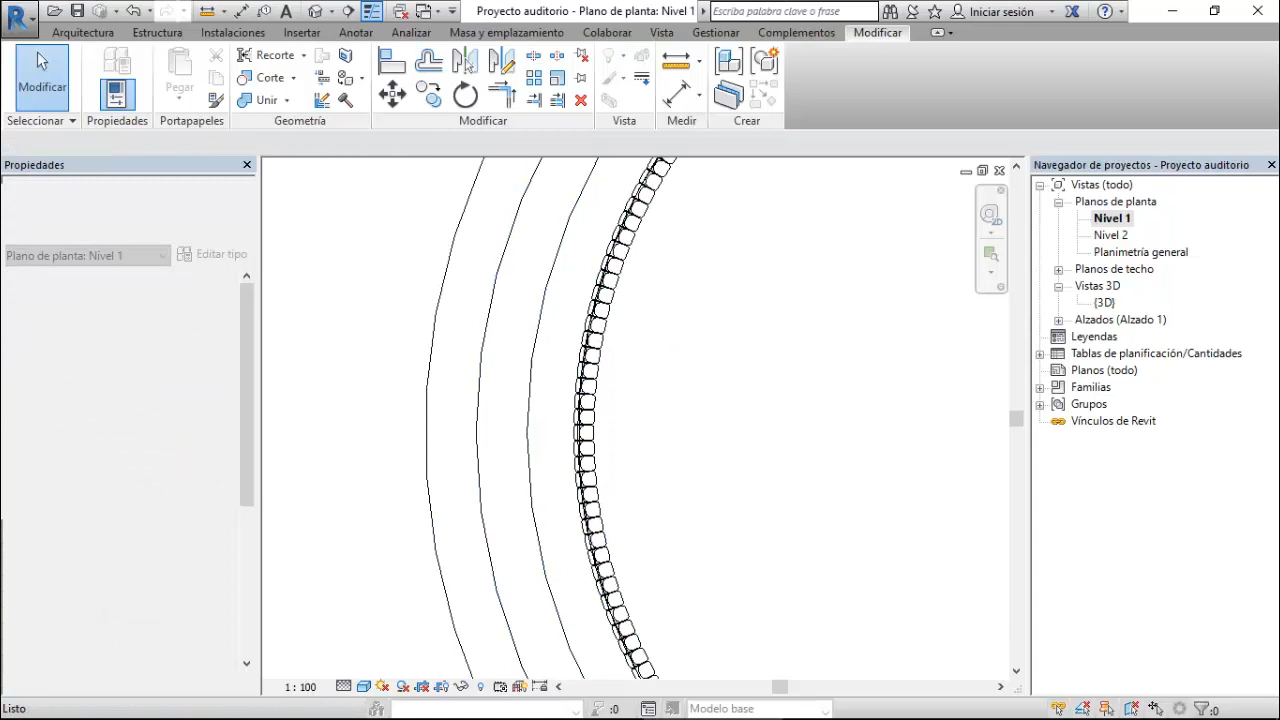 Proyecto auditorio - Plano de planta: Nivel 1
Escriba palabra clave o frase
Iniciar sesión
Arquitectura Estructura Instalaciones Insertar Anotar Analizar Masa y emplazamiento Colaborar Vista Gestionar Complementos Modificar
Modificar
Pegar
Recorte
Corte
Unir
Seleccionar Propiedades Portapapeles Geometría Modificar Vista Medir Crear
Propiedades
Plano de planta: Nivel 1
Editar tipo
Navegador de proyectos - Proyecto auditorio
Vistas (todo)
Planos de planta
Nivel 1
Nivel 2
Planimetría general
Planos de techo
Vistas 3D
{3D}
Alzados (Alzado 1)
Leyendas
Tablas de planificación/Cantidades
Planos (todo)
Familias
Grupos
Vínculos de Revit
2D
1 : 100
Listo
:0
Modelo base
:0